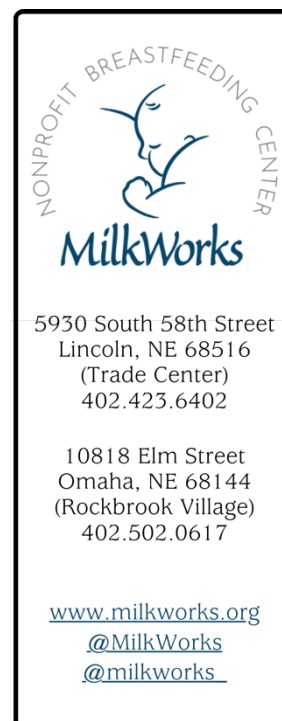 NONPROFIT BREASTFEEDING CENTER
MilkWorks
5930 South 58th Street
Lincoln, NE 68516
(Trade Center)
402.423.6402
10818 Elm Street
Omaha, NE 68144
(Rockbrook Village)
402.502.0617
www.milkworks.org
@MilkWorks
@milkworks_